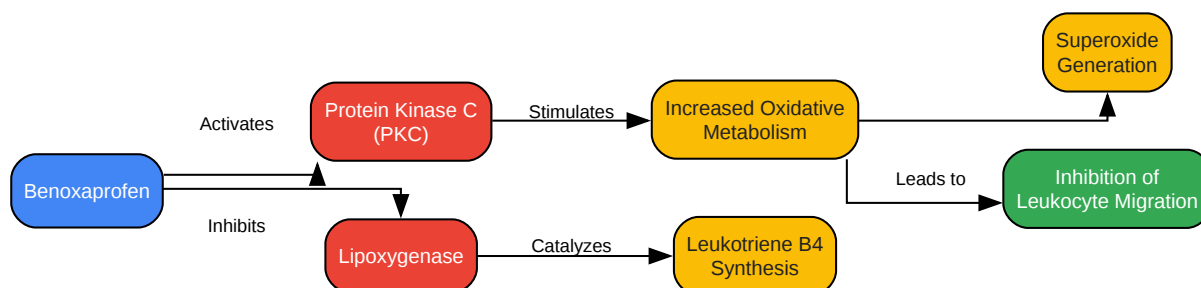 Superoxide
Generation
Protein Kinase C
(PKC)
Stimulates
Increased Oxidative
Metabolism
Activates
Benoxaprofen
Leads to
Inhibition of
Leukocyte Migration
Inhibits
Lipoxygenase
Catalyzes
Leukotriene B4
Synthesis